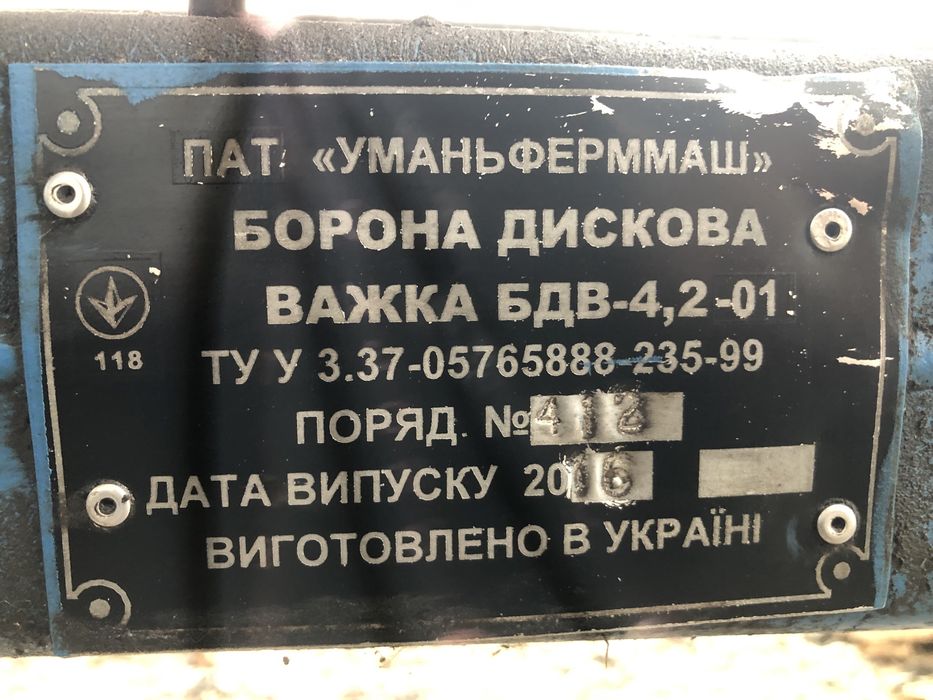 ПАТ «УМАНЬФЕРММАШ»
БОРОНА ДИСКОВА
ВАЖКА БДВ-4,2-01
118
ТУ У 3.37-05765888-235-99
ПОРЯД. №412
ДАТА ВИПУСКУ 2016
ВИГОТОВЛЕНО В УКРАЇНІ